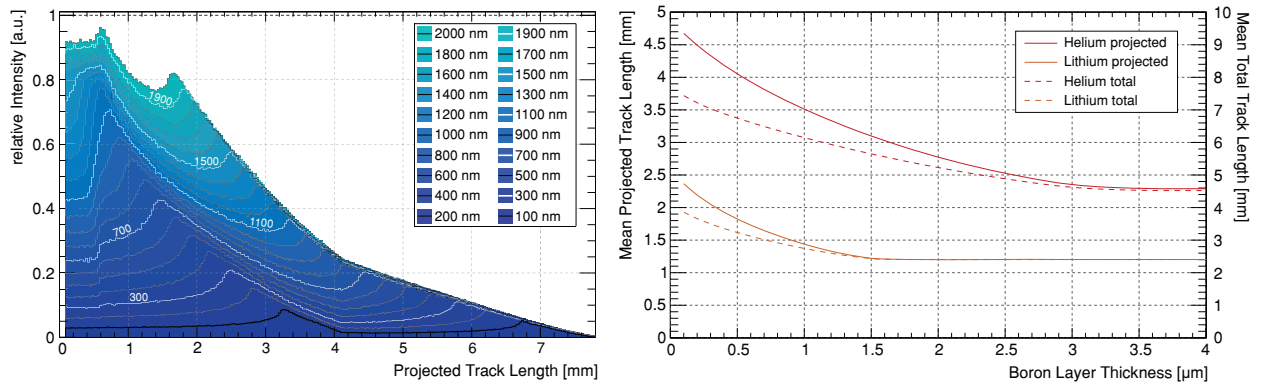 relative Intensity [a.u.]
1
0.8
0.6
0.4
0.2
0
0 1 2 3 4 5 6 7
Projected Track Length [mm]
1900
1500
1100
700
300
2000 nm 1900 nm
1800 nm 1700 nm
1600 nm 1500 nm
1400 nm 1300 nm
1200 nm 1100 nm
1000 nm 900 nm
800 nm 700 nm
600 nm 500 nm
400 nm 300 nm
200 nm 100 nm
Mean Projected Track Length [mm]
5
4.5
4
3.5
3
2.5
2
1.5
1
0.5
0
0 0.5 1 1.5 2 2.5 3 3.5 4
Boron Layer Thickness [µm]
Helium projected
Lithium projected
Helium total
Lithium total
10
9
8
7
6
5
4
3
2
1
0
Mean Total Track Length [mm]